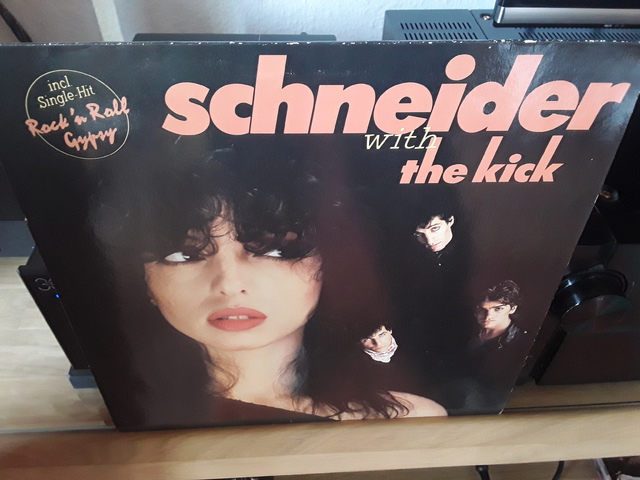 incl
Single-Hit
Rock'n Roll
Gypsy
schneider
with
the kick